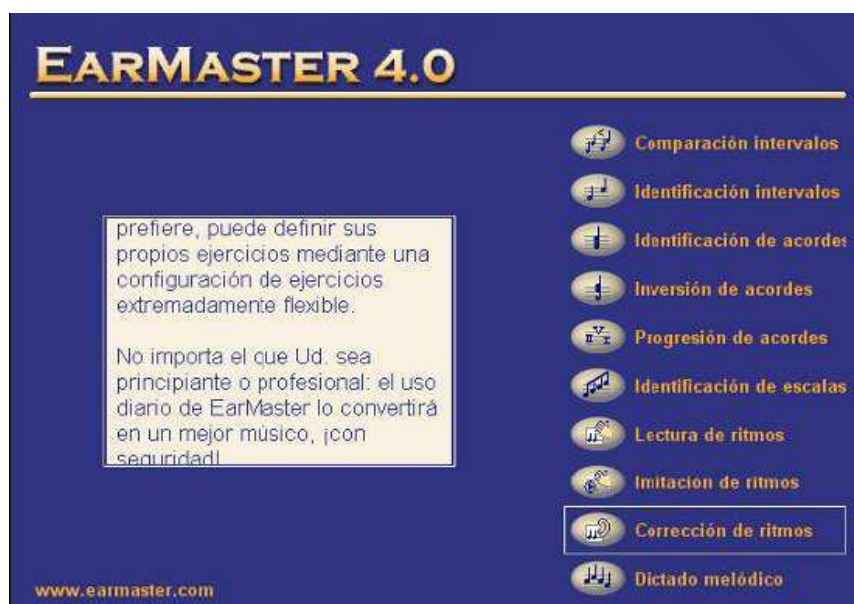 EARMASTER 4.0
prefiere, puede definir sus
propios ejercicios mediante una
configuración de ejercicios
extremadamente flexible.
No importa el que Ud. sea
principiante o profesional: el uso
diario de EarMaster lo convertirá
en un mejor músico, ¡con
seguridad!
Comparación intervalos
Identificación intervalos
Identificación de acordes
Inversión de acordes
Progresión de acordes
Identificación de escalas
Lectura de ritmos
Imitación de ritmos
Corrección de ritmos
Dictado melódico
www.earmaster.com